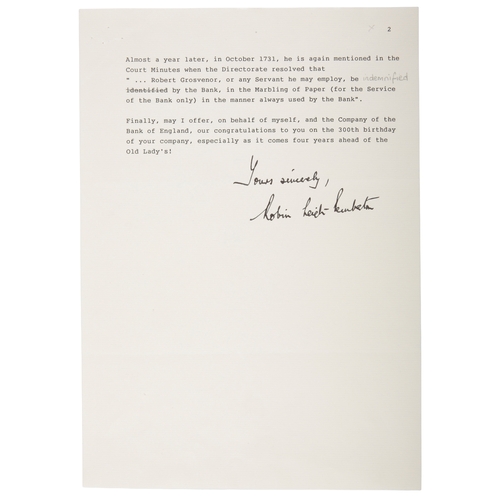 2
Almost a year later, in October 1731, he is again mentioned in the
Court Minutes when the Directorate resolved that
" ... Robert Grosvenor, or any Servant he may employ, be indemnified
identified by the Bank, in the Marbling of Paper (for the Service
of the Bank only) in the manner always used by the Bank".
Finally, may I offer, on behalf of myself, and the Company of the
Bank of England, our congratulations to you on the 300th birthday
of your company, especially as it comes four years ahead of the
Old Lady's!
Yours sincerely,
Robin Leigh-Pemberton